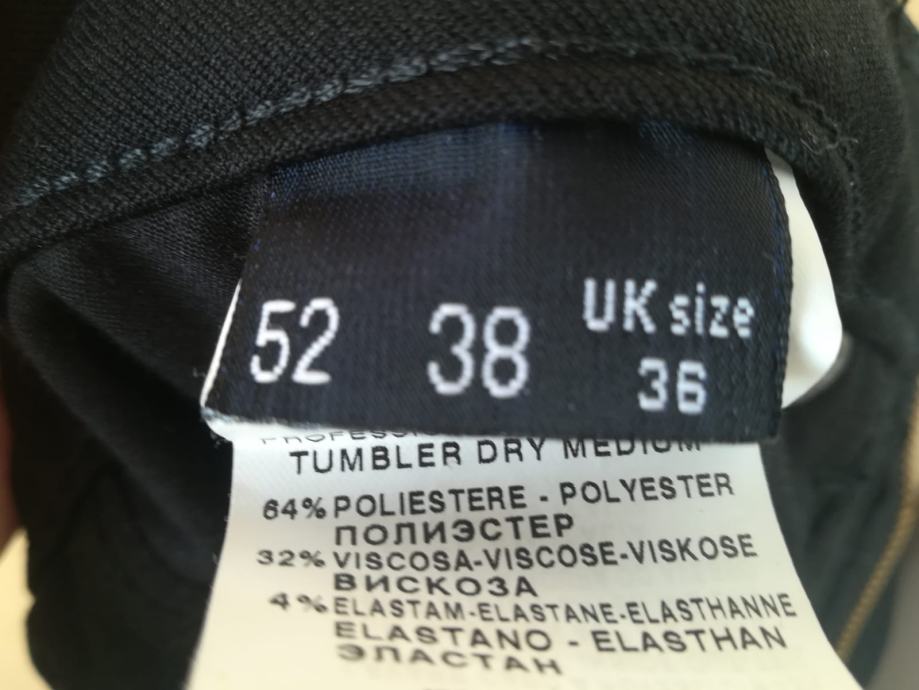 52 38 UK size
36
TUMBLER DRY MEDIUM
64% POLIESTERE - POLYESTER
ПОЛИЭСТЕР
32% VISCOSA-VISCOSE-VISKOSE
ВИСКОЗА
4% ELASTAM-ELASTANE-ELASTHANNE
ELASTANO - ELASTHAN
ЭЛАСТАН